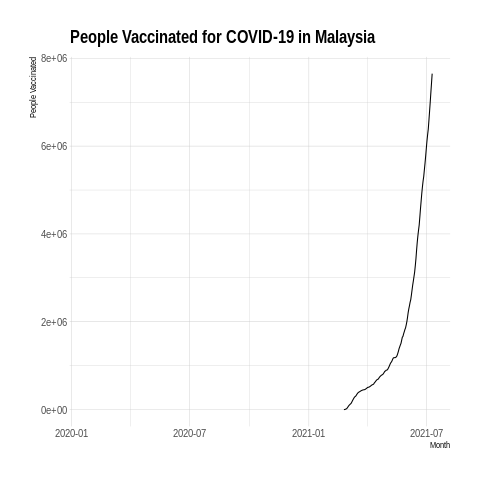 People Vaccinated for COVID-19 in Malaysia
People Vaccinated
8e+06
6e+06
4e+06
2e+06
0e+00
2020-01 2020-07 2021-01 2021-07
Month